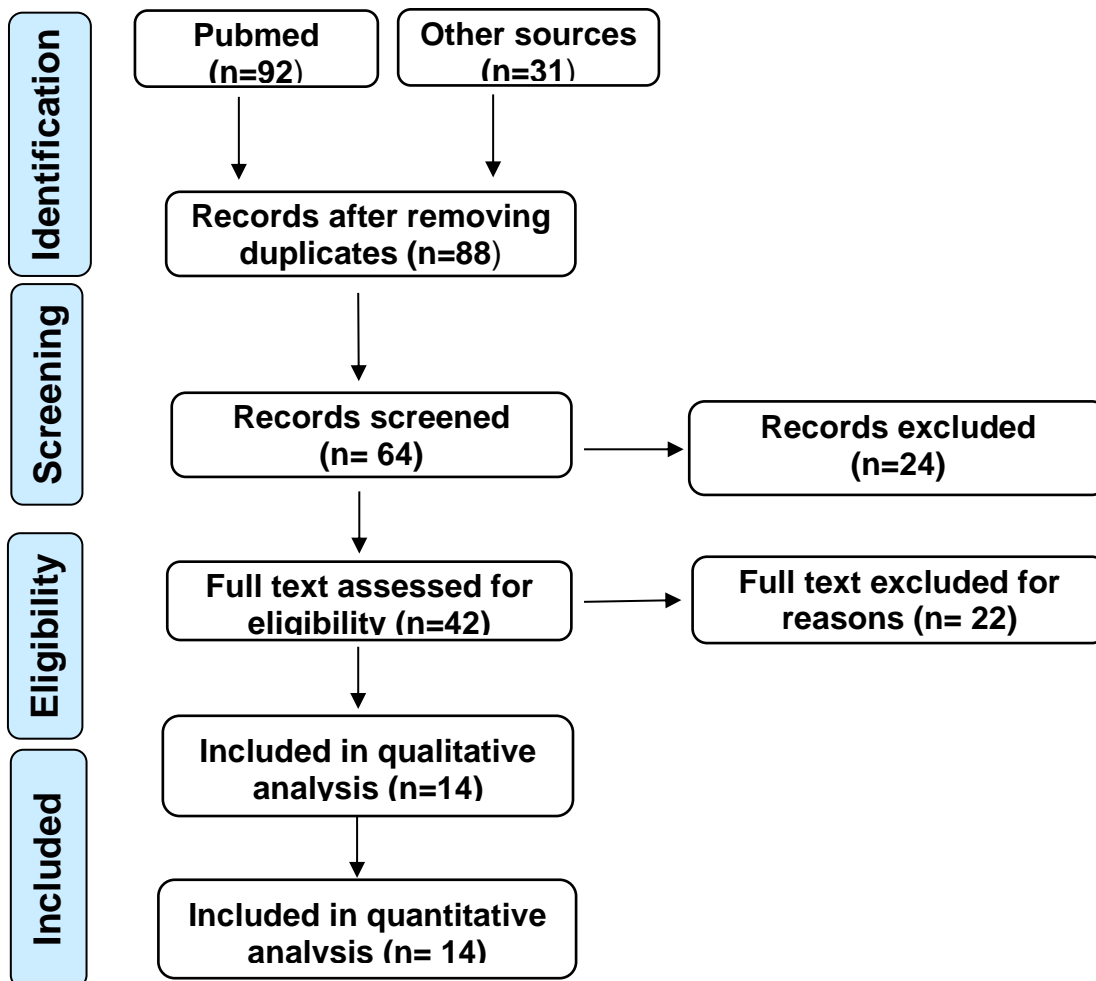 Identification
Pubmed
(n=92)
Other sources
(n=31)
Records after removing
duplicates (n=88)
Screening
Records screened
(n= 64)
Records excluded
(n=24)
Eligibility
Full text assessed for
eligibility (n=42)
Full text excluded for
reasons (n= 22)
Included
Included in qualitative
analysis (n=14)
Included in quantitative
analysis (n= 14)